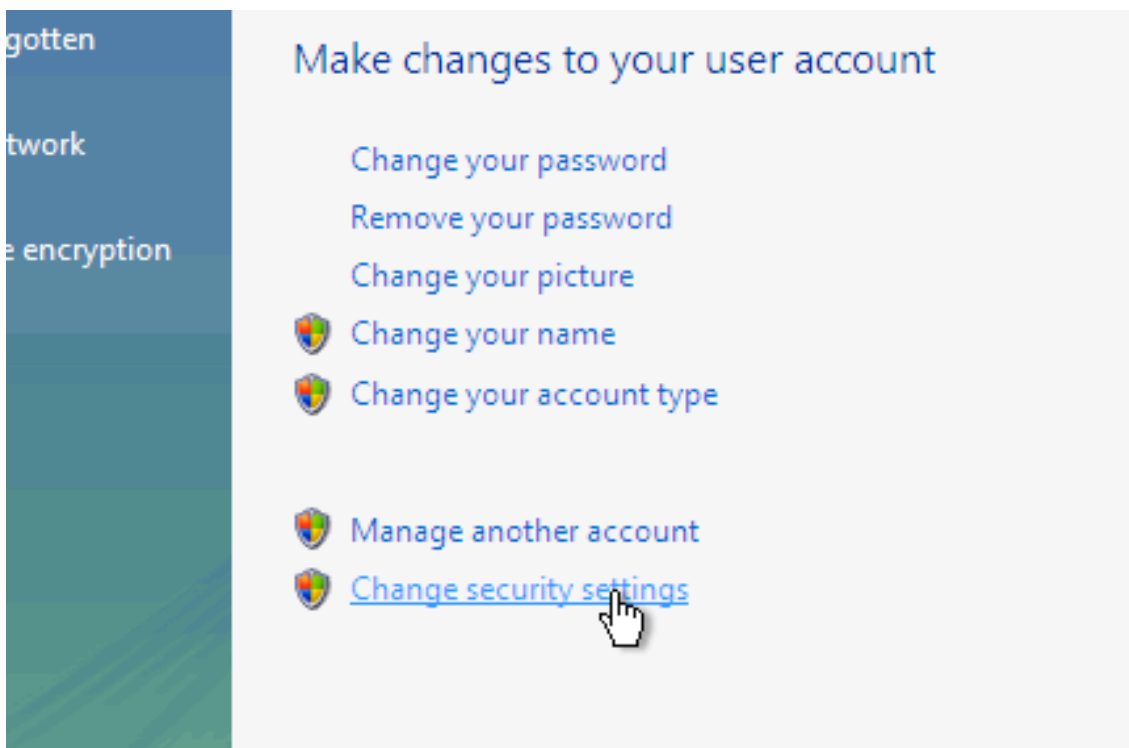 gotten
twork
e encryption
Make changes to your user account
Change your password
Remove your password
Change your picture
Change your name
Change your account type
Manage another account
Change security settings